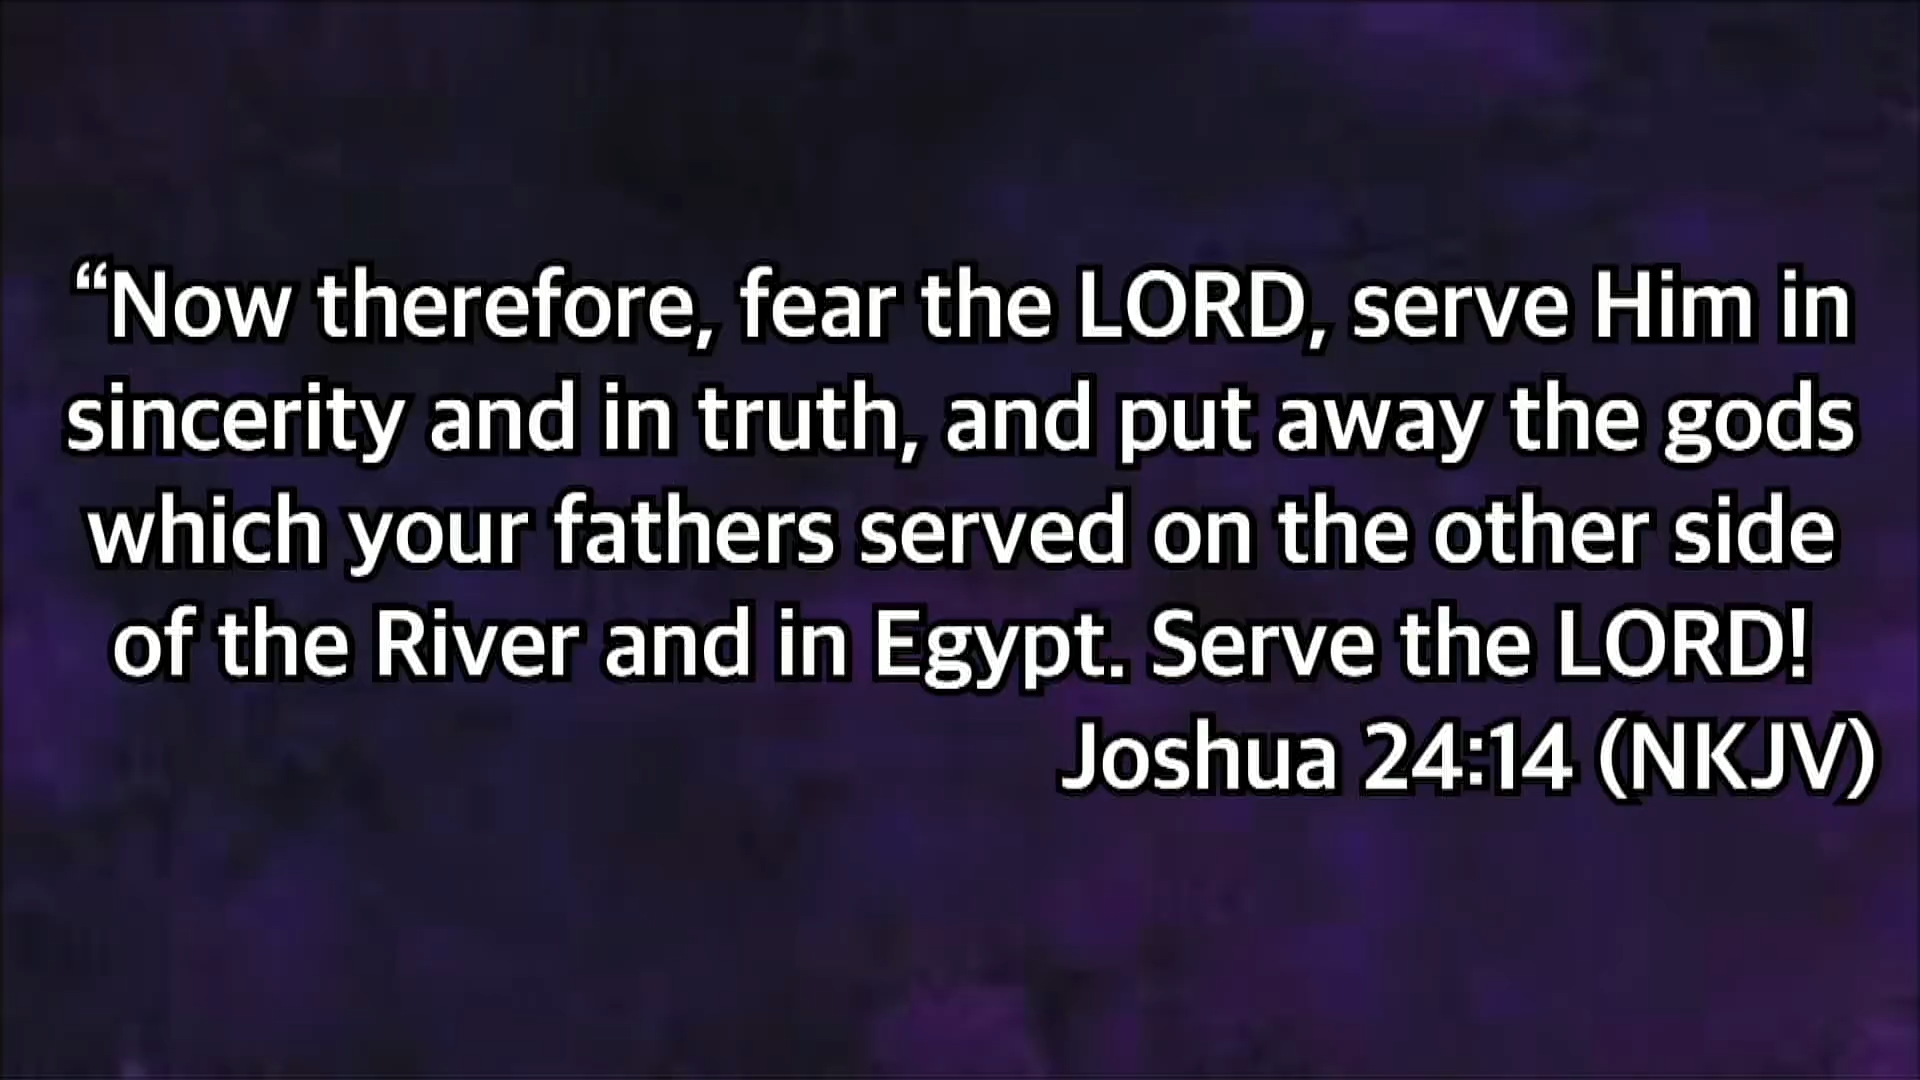 “Now therefore, fear the LORD, serve Him in
sincerity and in truth, and put away the gods
which your fathers served on the other side
of the River and in Egypt. Serve the LORD!
Joshua 24:14 (NKJV)